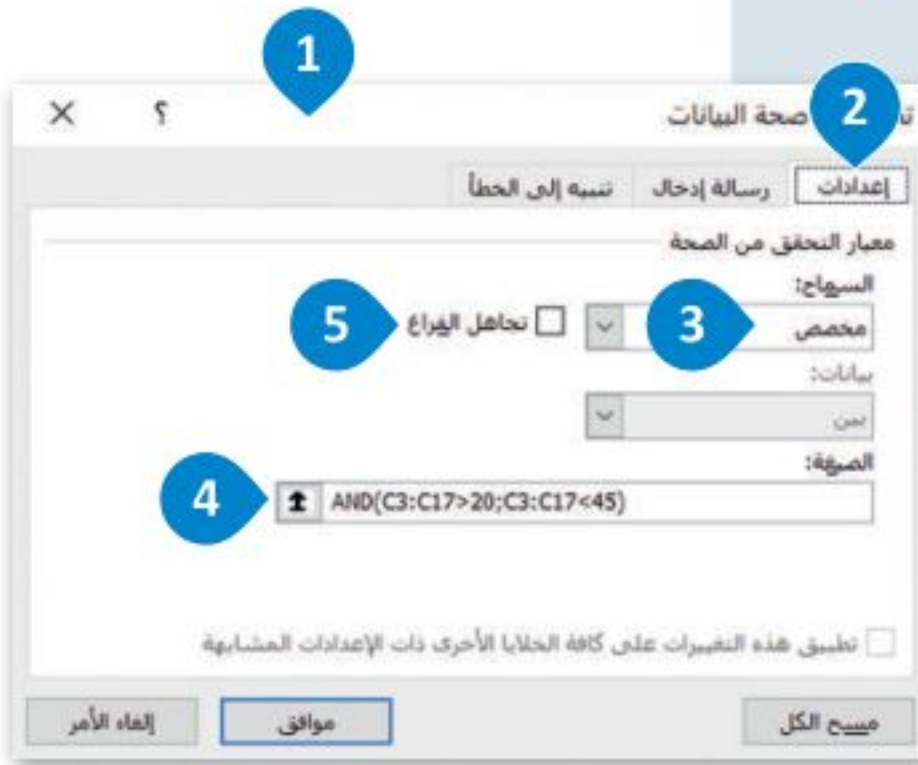 1
2
صحة البيانات ؟ ×
إعدادات رسالة إدخال تنبيه إلى الخطأ
معيار التحقق من الصحة
السماح:
مخصص 3 تجاهل الفراغ 5
بيانات:
بين
الصيغة:
AND(C3:C17>20;C3:C17<45) 4
تطبيق هذه التغييرات على كافة الخلايا الأخرى ذات الإعدادات المشابهة
مسح الكل موافق إلغاء الأمر